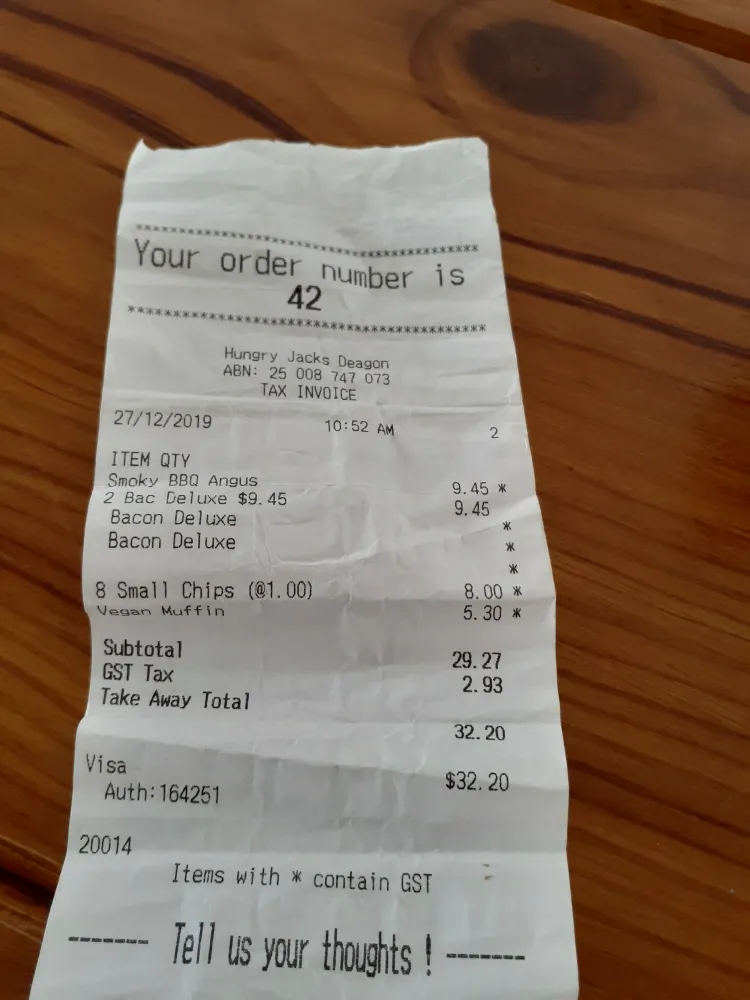 ************************************
Your order number is
42
************************************
Hungry Jacks Deagon
ABN: 25 008 747 073
TAX INVOICE
27/12/2019 10:52 AM 2
ITEM QTY
Smoky BBQ Angus 9.45 *
2 Bac Deluxe $9.45 9.45
Bacon Deluxe *
Bacon Deluxe *
*
8 Small Chips (@1.00) 8.00 *
Vegan Muffin 5.30 *
Subtotal 29.27
GST Tax 2.93
Take Away Total
32.20
Visa $32.20
Auth:164251
20014
Items with * contain GST
------ Tell us your thoughts ! ------